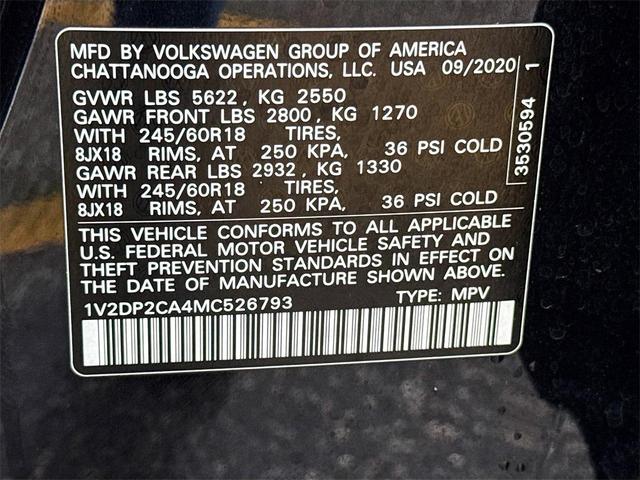 MFD BY VOLKSWAGEN GROUP OF AMERICA
CHATTANOOGA OPERATIONS, LLC. USA 09/2020
GVWR LBS 5622, KG 2550
GAWR FRONT LBS 2800, KG 1270
WITH 245/60R18 TIRES,
8JX18 RIMS, AT 250 KPA, 36 PSI COLD
GAWR REAR LBS 2932, KG 1330
WITH 245/60R18 TIRES,
8JX18 RIMS, AT 250 KPA, 36 PSI COLD
3530594 1
THIS VEHICLE CONFORMS TO ALL APPLICABLE
U.S. FEDERAL MOTOR VEHICLE SAFETY AND
THEFT PREVENTION STANDARDS IN EFFECT ON
THE DATE OF MANUFACTURE SHOWN ABOVE.
1V2DP2CA4MC526793 TYPE: MPV